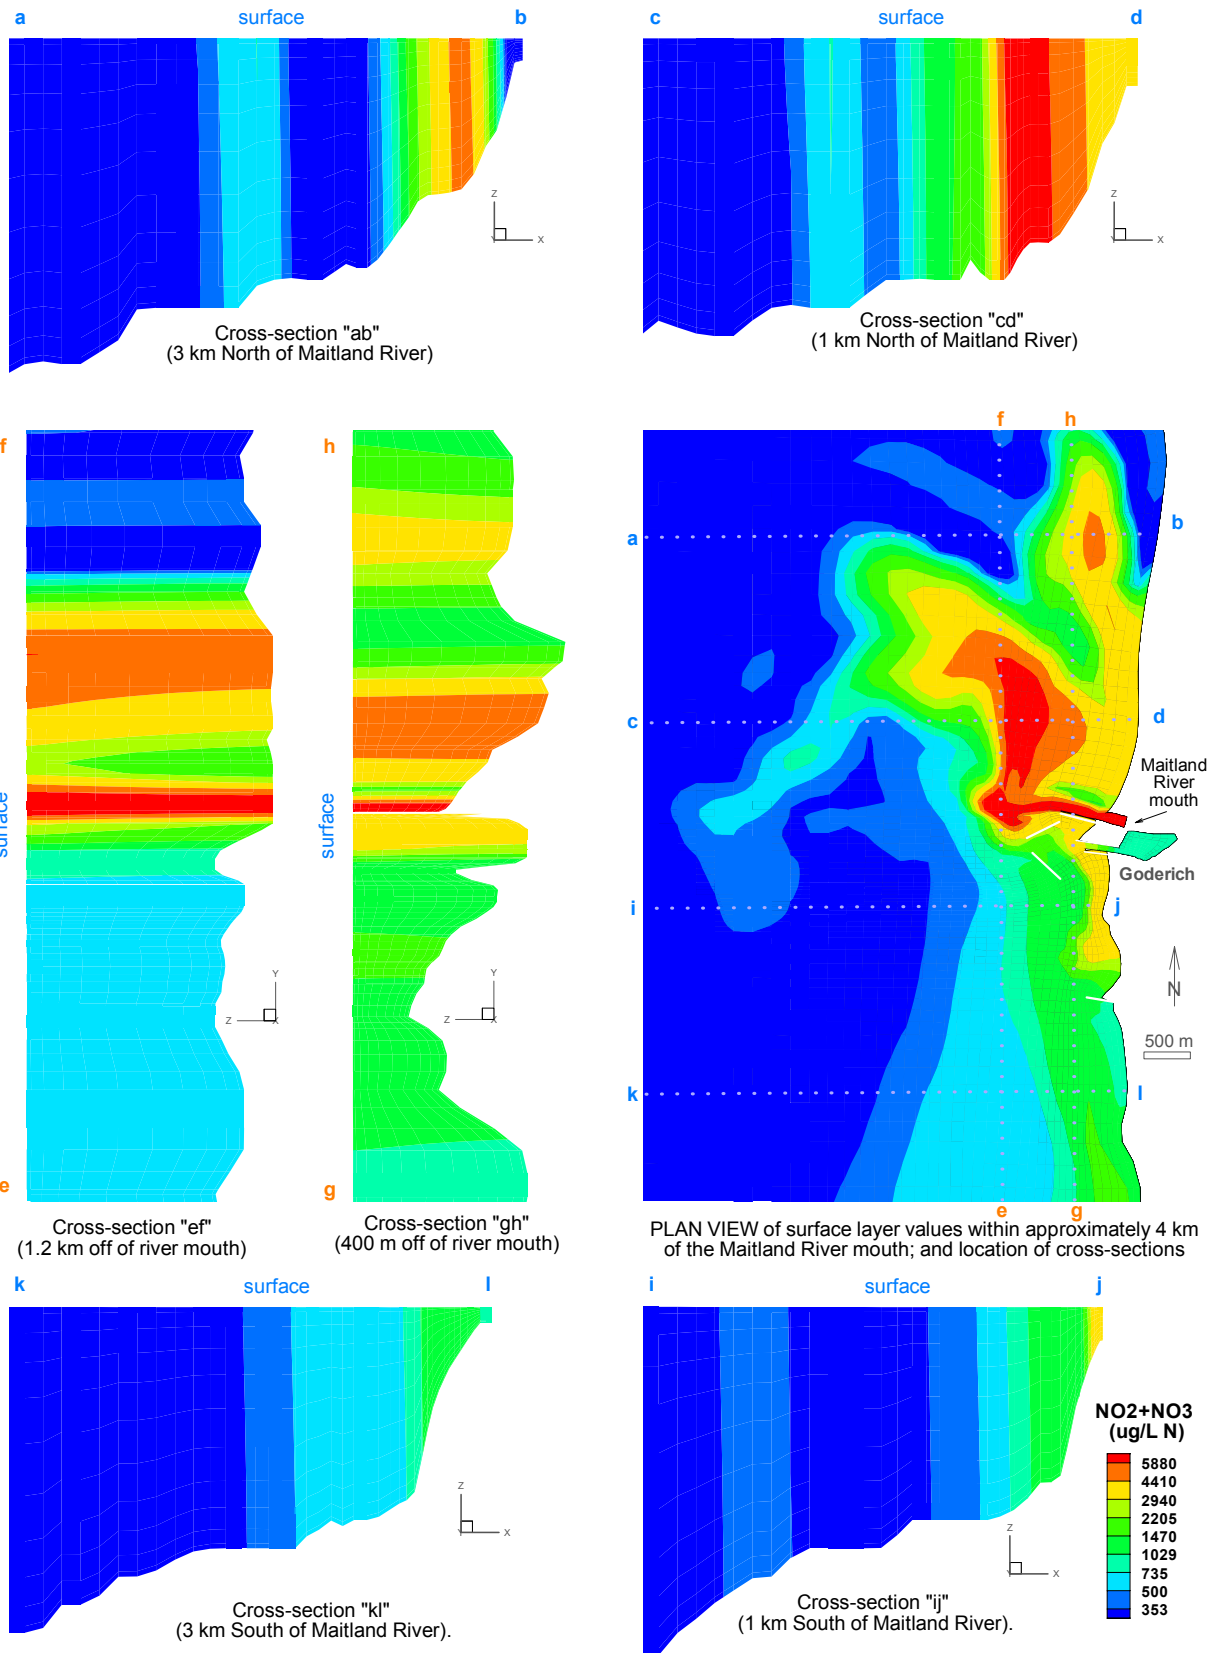 a surface b
c surface d
Z
X
Z
X
Cross-section "ab"
(3 km North of Maitland River)
Cross-section "cd"
(1 km North of Maitland River)
f
h
f h
a
b
c
d
Maitland
River
mouth
surface
surface
Goderich
i
j
Y
Z X
Y
Z X
N
500 m
k
l
e
g
e g
Cross-section "ef"
(1.2 km off of river mouth)
Cross-section "gh"
(400 m off of river mouth)
PLAN VIEW of surface layer values within approximately 4 km
of the Maitland River mouth; and location of cross-sections
k surface l
i surface j
Z
X
Z
X
Cross-section "kl"
(3 km South of Maitland River).
Cross-section "ij"
(1 km South of Maitland River).
NO2+NO3
(ug/L N)
5880
4410
2940
2205
1470
1029
735
500
353